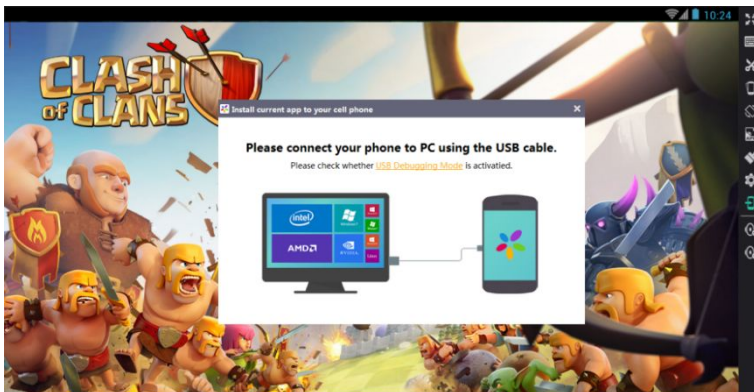 10:24
CLASH
OF CLANS
Install current app to your cell phone
Please connect your phone to PC using the USB cable.
Please check whether USB Debugging Mode is activatied.
intel
AMD